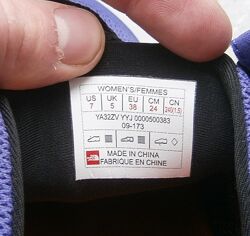 WOMEN'S/FEMMES
US UK EU CM CN
7 5 38 24 240(1.5)
YA32ZV YYJ 0000500383
09-173
MADE IN CHINA
FABRIQUE EN CHINE